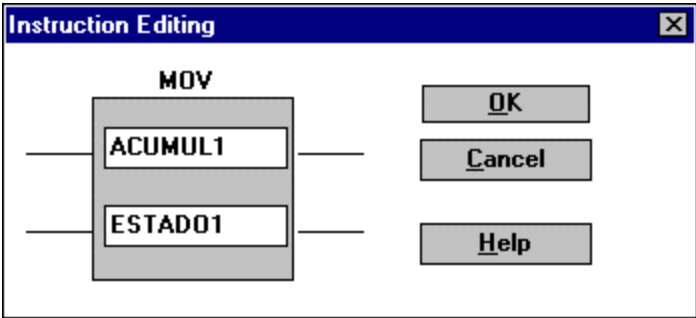 Instruction Editing
MOV
ACUMUL1
ESTADO1
OK
Cancel
Help